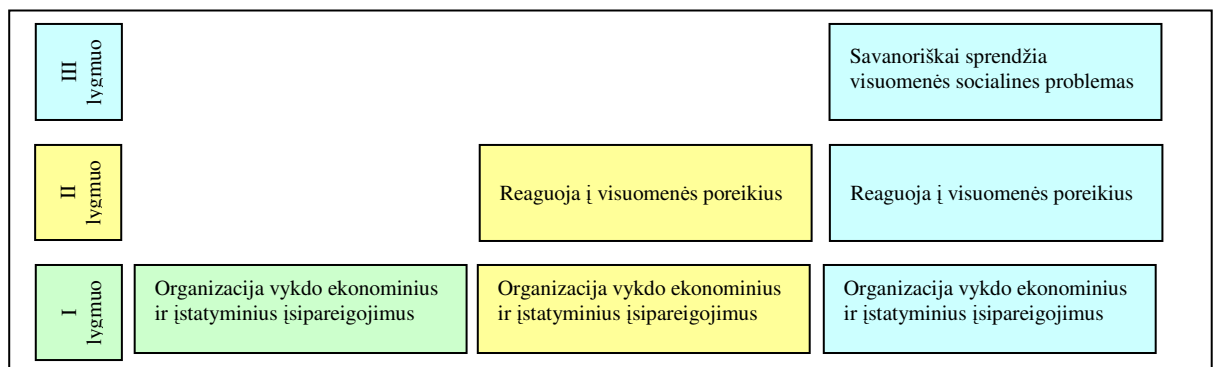 III
lygmuo
Savanoriškai sprendžia
visuomenės socialines problemas
II
lygmuo
Reaguoja į visuomenės poreikius
Reaguoja į visuomenės poreikius
I
lygmuo
Organizacija vykdo ekonominius
ir įstatyminius įsipareigojimus
Organizacija vykdo ekonominius
ir įstatyminius įsipareigojimus
Organizacija vykdo ekonominius
ir įstatyminius įsipareigojimus